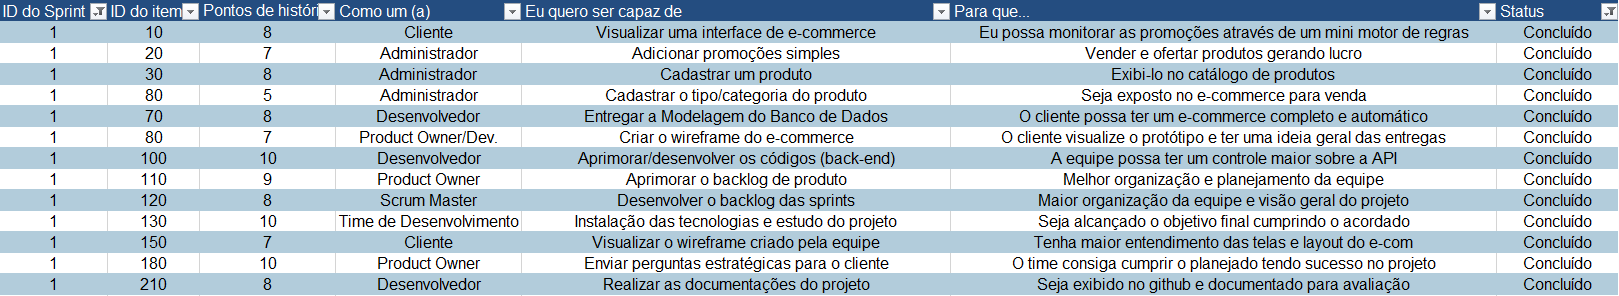 ID do Sprint ID do item Pontos de históri Como um (a) Eu quero ser capaz de Para que... Status
1 10 8 Cliente Visualizar uma interface de e-commerce Eu possa monitorar as promoções através de um mini motor de regras Concluído
1 20 7 Administrador Adicionar promoções simples Vender e ofertar produtos gerando lucro Concluído
1 30 8 Administrador Cadastrar um produto Exibi-lo no catálogo de produtos Concluído
1 80 5 Administrador Cadastrar o tipo/categoria do produto Seja exposto no e-commerce para venda Concluído
1 70 8 Desenvolvedor Entregar a Modelagem do Banco de Dados O cliente possa ter um e-commerce completo e automático Concluído
1 80 7 Product Owner/Dev. Criar o wireframe do e-commerce O cliente visualize o protótipo e ter uma ideia geral das entregas Concluído
1 100 10 Desenvolvedor Aprimorar/desenvolver os códigos (back-end) A equipe possa ter um controle maior sobre a API Concluído
1 110 9 Product Owner Aprimorar o backlog de produto Melhor organização e planejamento da equipe Concluído
1 120 8 Scrum Master Desenvolver o backlog das sprints Maior organização da equipe e visão geral do projeto Concluído
1 130 10 Time de Desenvolvimento Instalação das tecnologias e estudo do projeto Seja alcançado o objetivo final cumprindo o acordado Concluído
1 150 7 Cliente Visualizar o wireframe criado pela equipe Tenha maior entendimento das telas e layout do e-com Concluído
1 180 10 Product Owner Enviar perguntas estratégicas para o cliente O time consiga cumprir o planejado tendo sucesso no projeto Concluído
1 210 8 Desenvolvedor Realizar as documentações do projeto Seja exibido no github e documentado para avaliação Concluído